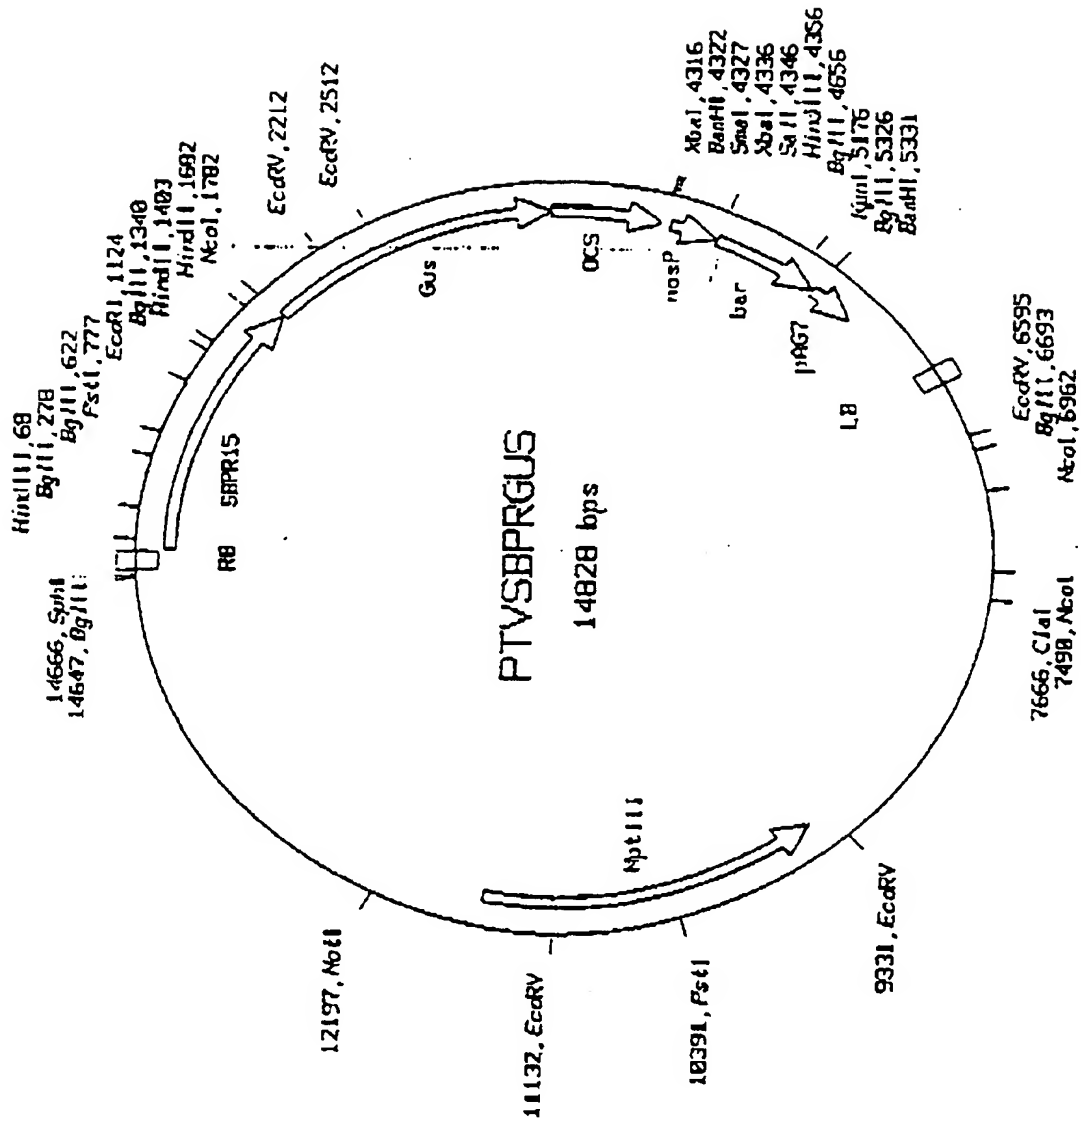 PTVSBPRGUS
14828 bps
HindIII,68
BglII,278
BglII,622
PstI,777
EcoRI,1124
BglII,1340
HindIII,1403
HindIII,1682
NcoI,1782
EcoRV,2212
EcoRV,2512
XbaI,4316
BamHI,4322
SmaI,4327
XbaI,4336
SalI,4346
HindIII,4356
BglII,4656
KpnI,5176
BglII,5326
BamHI,5331
EcoRV,6595
BglII,6693
NcoI,6962
7666,ClaI
7498,NcoI
9331,EcoRV
10391,PstI
11132,EcoRV
12197,NotI
14666,SphI
14647,BglII
RB
SBPR15
Gus
OCS
nosP
bar
pAG7
LB
NptIII